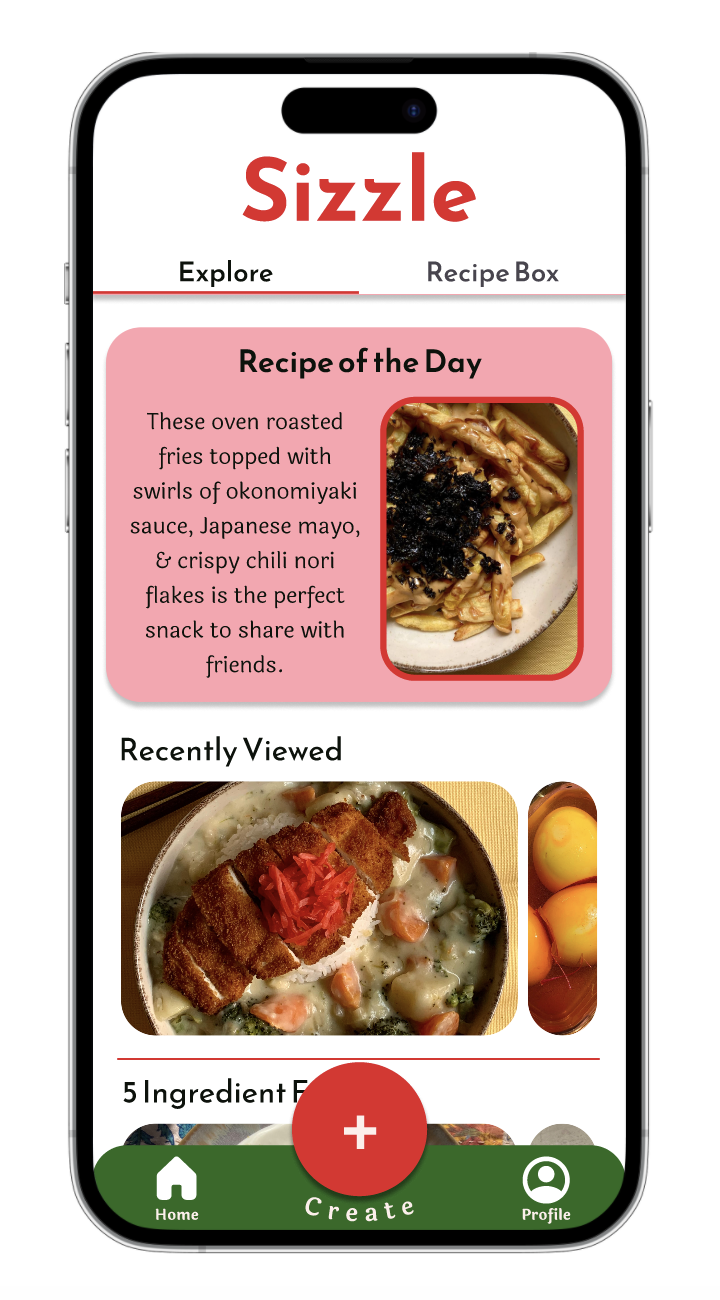 Sizzle
Explore
Recipe Box
Recipe of the Day
These oven roasted
fries topped with
swirls of okonomiyaki
sauce, Japanese mayo,
& crispy chili nori
flakes is the perfect
snack to share with
friends.
Recently Viewed
5 Ingredient
+
Home
Create
Profile